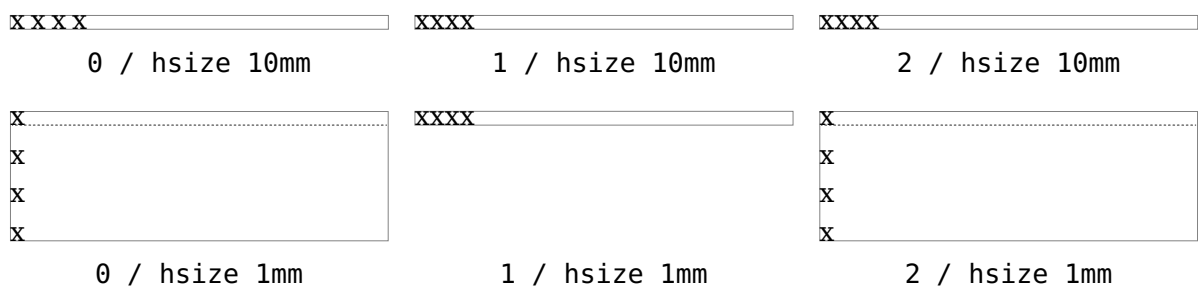 x x x x
xxxx
xxxx
0 / hsize 10mm
1 / hsize 10mm
2 / hsize 10mm
x
x
x
x
xxxx
x
x
x
x
0 / hsize 1mm
1 / hsize 1mm
2 / hsize 1mm